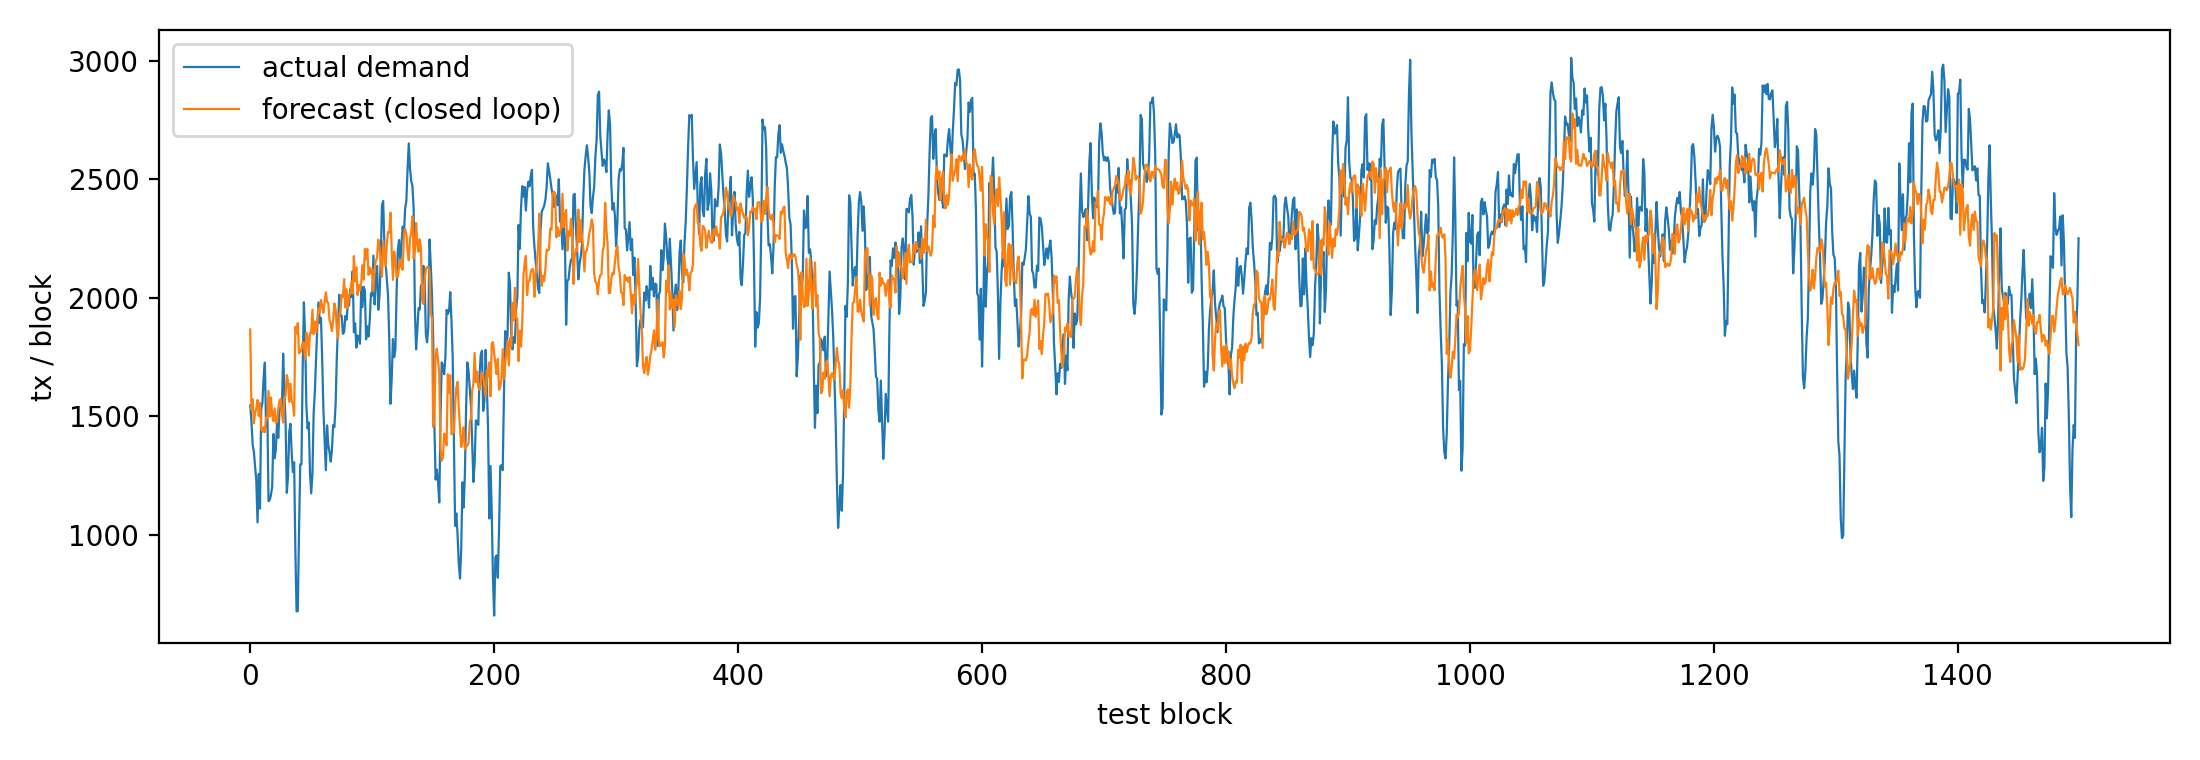 actual demand
forecast (closed loop)
3000
2500
2000
1500
1000
tx / block
0 200 400 600 800 1000 1200 1400
test block